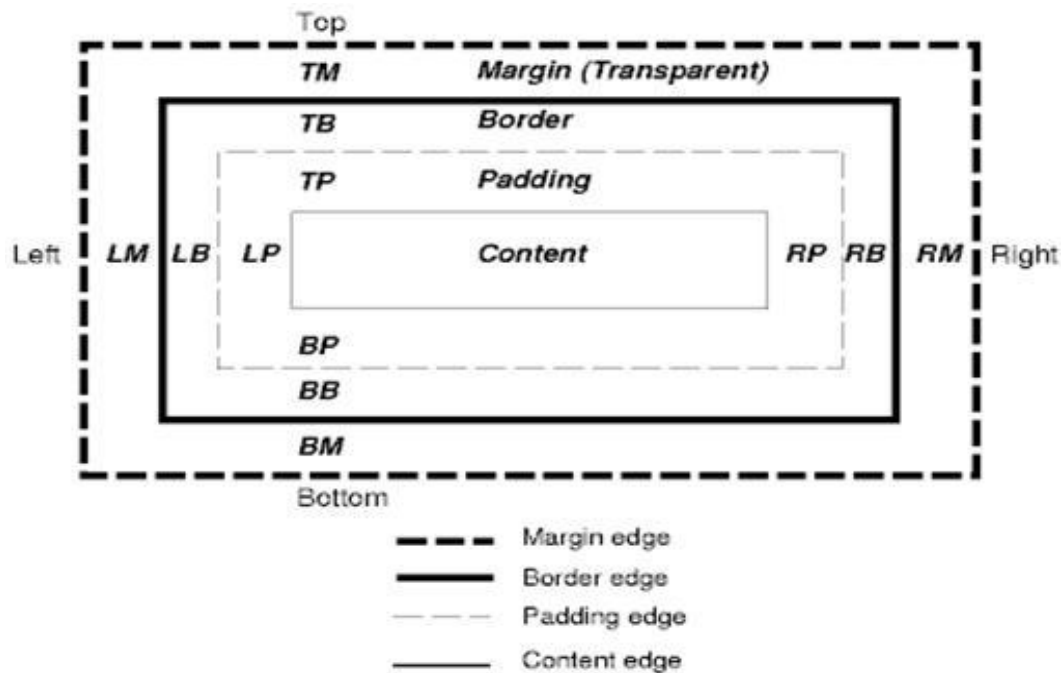 Top
TM Margin (Transparent)
TB Border
TP Padding
Left LM LB LP Content RP RB RM Right
BP
BB
BM
Bottom
Margin edge
Border edge
Padding edge
Content edge